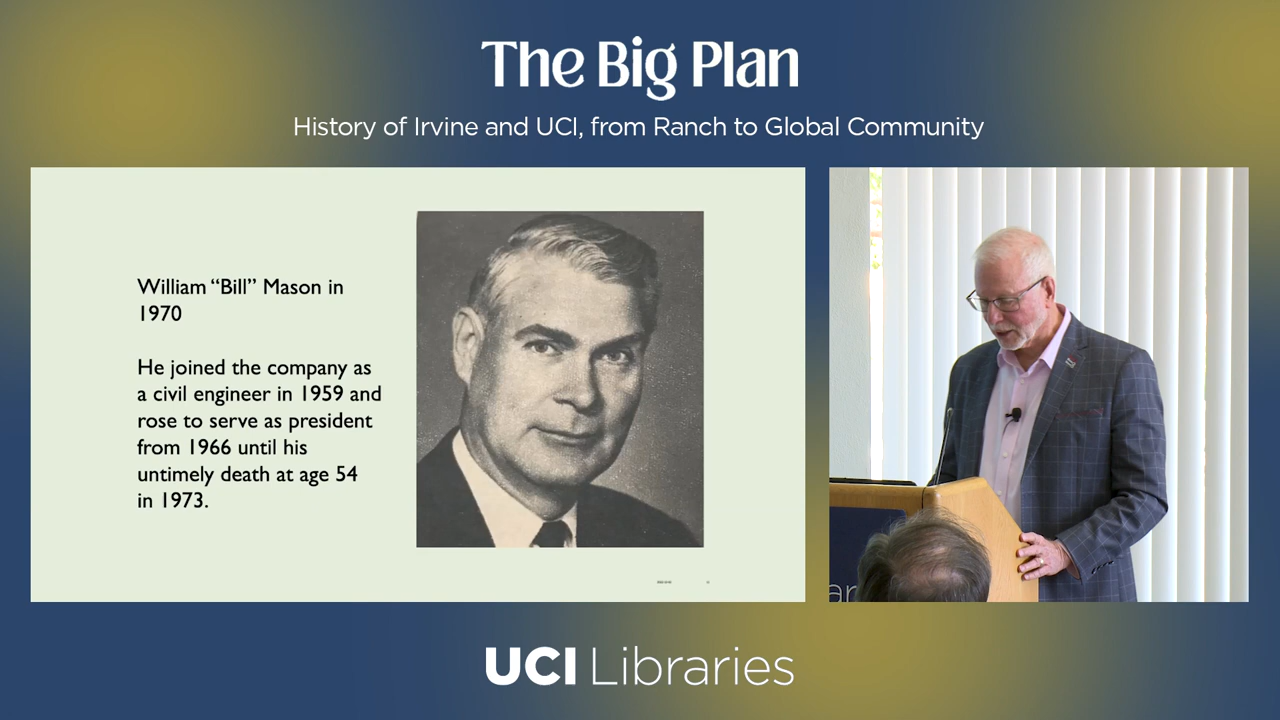 The Big Plan
History of Irvine and UCI, from Ranch to Global Community
William “Bill” Mason in
1970
He joined the company as
a civil engineer in 1959 and
rose to serve as president
from 1966 until his
untimely death at age 54
in 1973.
UCI Libraries